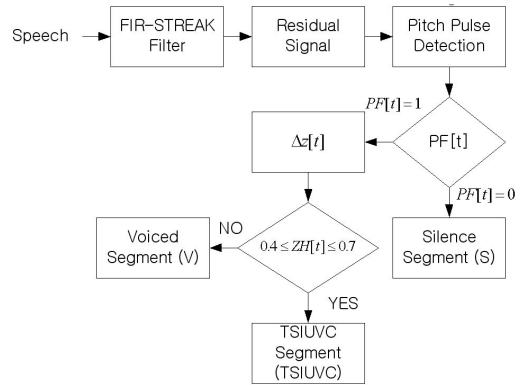 Speech
FIR-STREAK
Filter
Residual
Signal
Pitch Pulse
Detection
PF[t]=1
Δz[t]
PF[t]
PF[t]=0
NO
Voiced
Segment (V)
0.4≤ZH[t]≤0.7
Silence
Segment (S)
YES
TSIUVC
Segment
(TSIUVC)